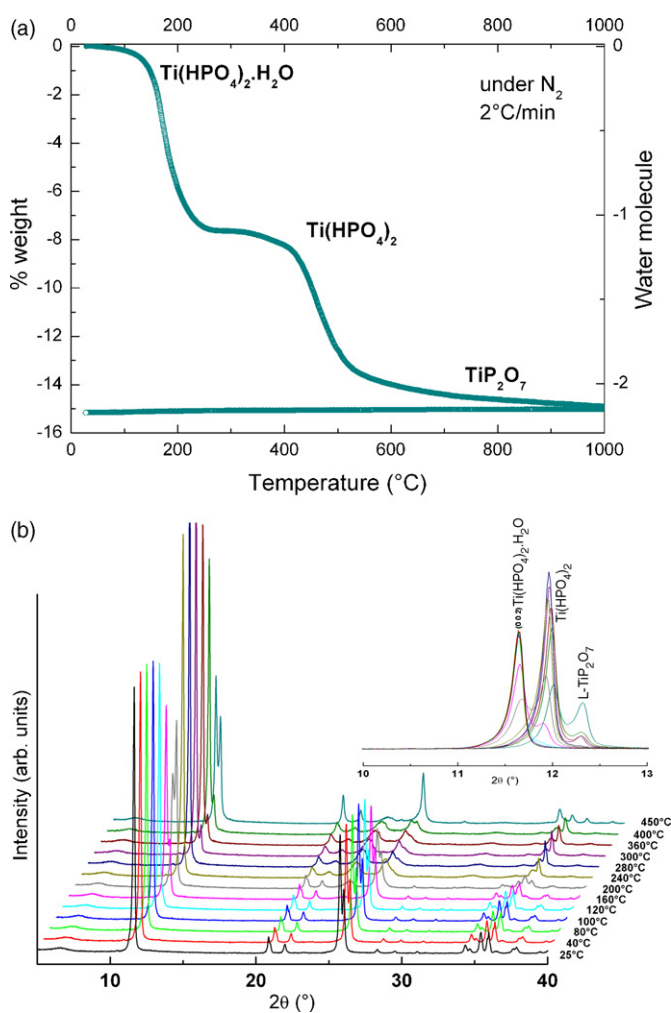 (a)
0 200 400 600 800 1000
0
-2
-4
-6
-8
-10
-12
-14
-16
% weight
Ti(HPO4)2.H2O
under N2
2°C/min
Ti(HPO4)2
TiP2O7
0
-1
-2
Water molecule
0 200 400 600 800 1000
Temperature (°C)
(b)
Intensity (arb. units)
(0 0 2) Ti(HPO4)2.H2O
Ti(HPO4)2
L-TiP2O7
10 11 12 13
2θ (°)
450°C
400°C
360°C
300°C
280°C
240°C
200°C
160°C
120°C
100°C
80°C
40°C
25°C
10 20 30 40
2θ (°)